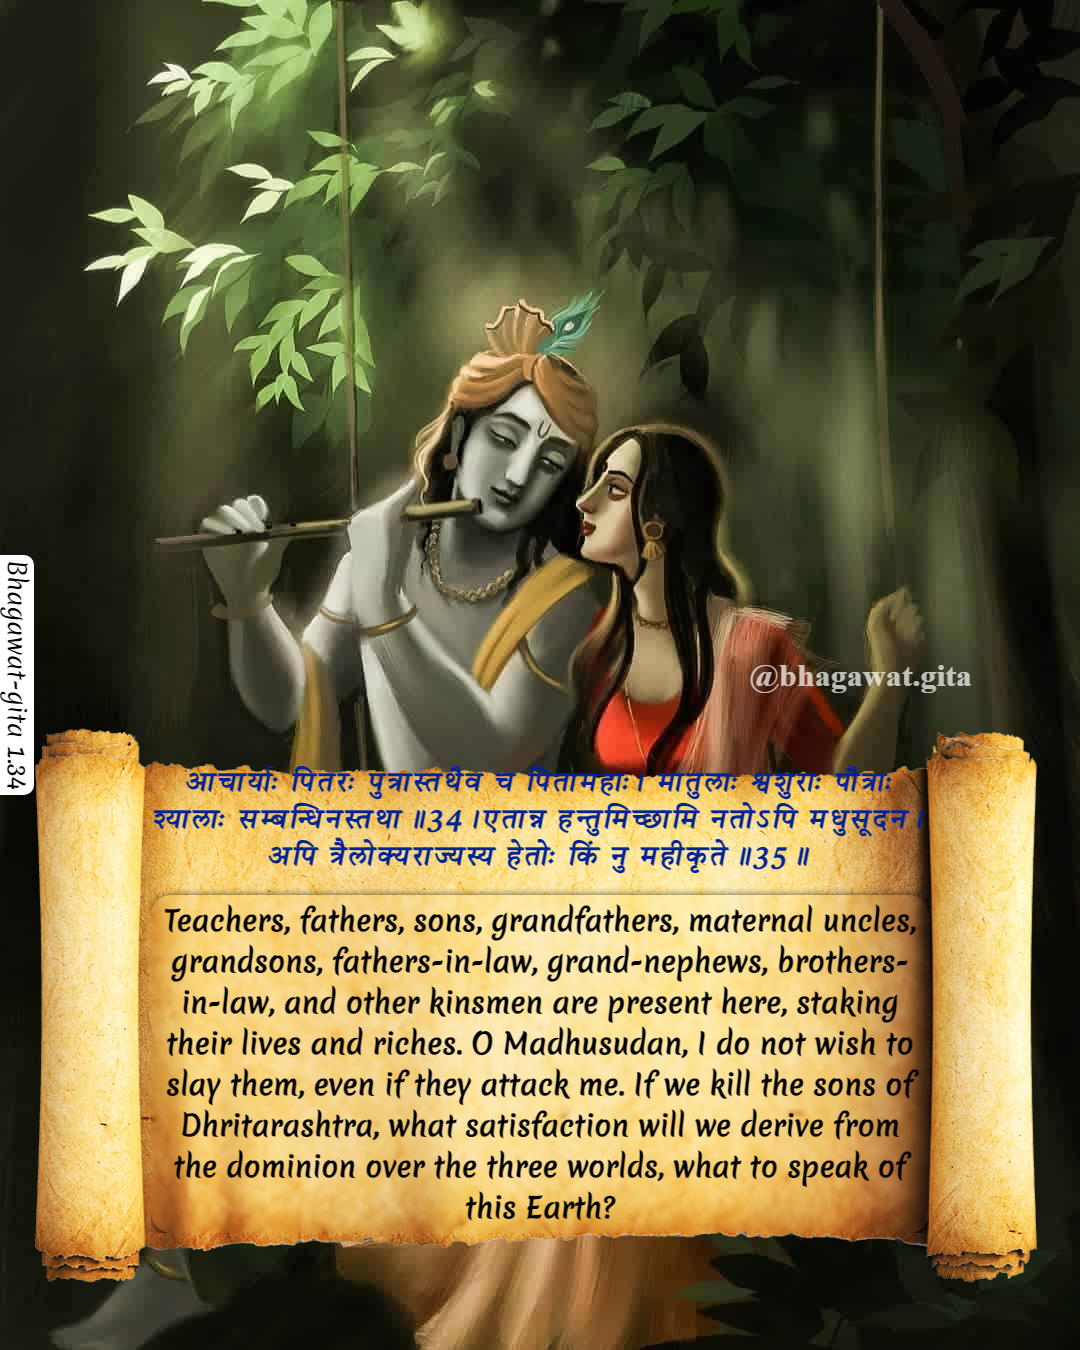 Bhagawat-gita 1.34
@bhagawat.gita
आचार्याः पितरः पुत्रास्तथैव च पितामहाः। मातुलाः श्वशुराः पौत्राः
श्यालाः सम्बन्धिनस्तथा ॥34।एतान्न हन्तुमिच्छामि नतोऽपि मधुसूदन।
अपि त्रैलोक्यराज्यस्य हेतोः किं नु महीकृते ॥35॥
Teachers, fathers, sons, grandfathers, maternal uncles,
grandsons, fathers-in-law, grand-nephews, brothers-
in-law, and other kinsmen are present here, staking
their lives and riches. O Madhusudan, I do not wish to
slay them, even if they attack me. If we kill the sons of
Dhritarashtra, what satisfaction will we derive from
the dominion over the three worlds, what to speak of
this Earth?